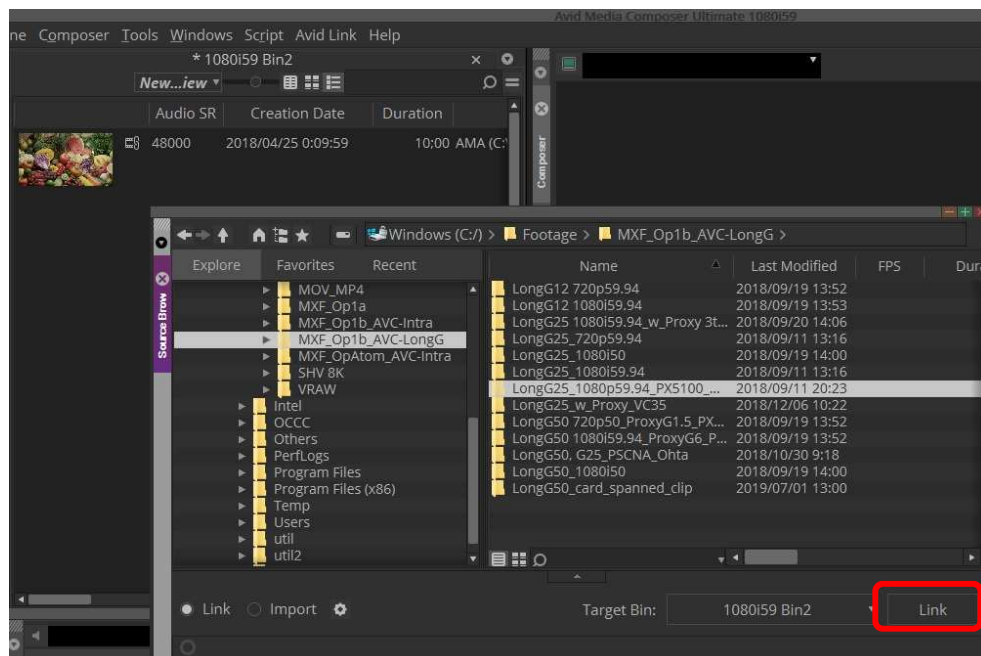 Avid Media Composer Ultimate 1080i59
ne Composer Tools Windows Script Avid Link Help
* 1080i59 Bin2
New...iew
Audio SR Creation Date Duration
48000 2018/04/25 0:09:59 10;00 AMA (C:\
Composer
Windows (C:/) > Footage > MXF_Op1b_AVC-LongG >
Explore Favorites Recent
Name Last Modified FPS Dura
Source Brow
MOV_MP4
MXF_Op1a
MXF_Op1b_AVC-Intra
MXF_Op1b_AVC-LongG
MXF_OpAtom_AVC-Intra
SHV 8K
VRAW
Intel
OCCC
Others
PerfLogs
Program Files
Program Files (x86)
Temp
Users
util
util2
LongG12 720p59.94 2018/09/19 13:52
LongG12 1080i59.94 2018/09/19 13:53
LongG25 1080i59.94_w_Proxy 3t... 2018/09/20 14:06
LongG25_720p59.94 2018/09/11 13:16
LongG25_1080i50 2018/09/19 14:00
LongG25_1080i59.94 2018/09/11 13:16
LongG25_1080p59.94_PX5100_... 2018/09/11 20:23
LongG25_w_Proxy_VC35 2018/12/06 10:22
LongG50 720p50_ProxyG1.5_PX... 2018/09/19 13:52
LongG50 1080i59.94_ProxyG6_P... 2018/09/19 13:52
LongG50, G25_PSCNA_Ohta 2018/10/30 9:18
LongG50_1080i50 2018/09/19 14:00
LongG50_card_spanned_clip 2019/07/01 13:00
Link Import Target Bin: 1080i59 Bin2 Link